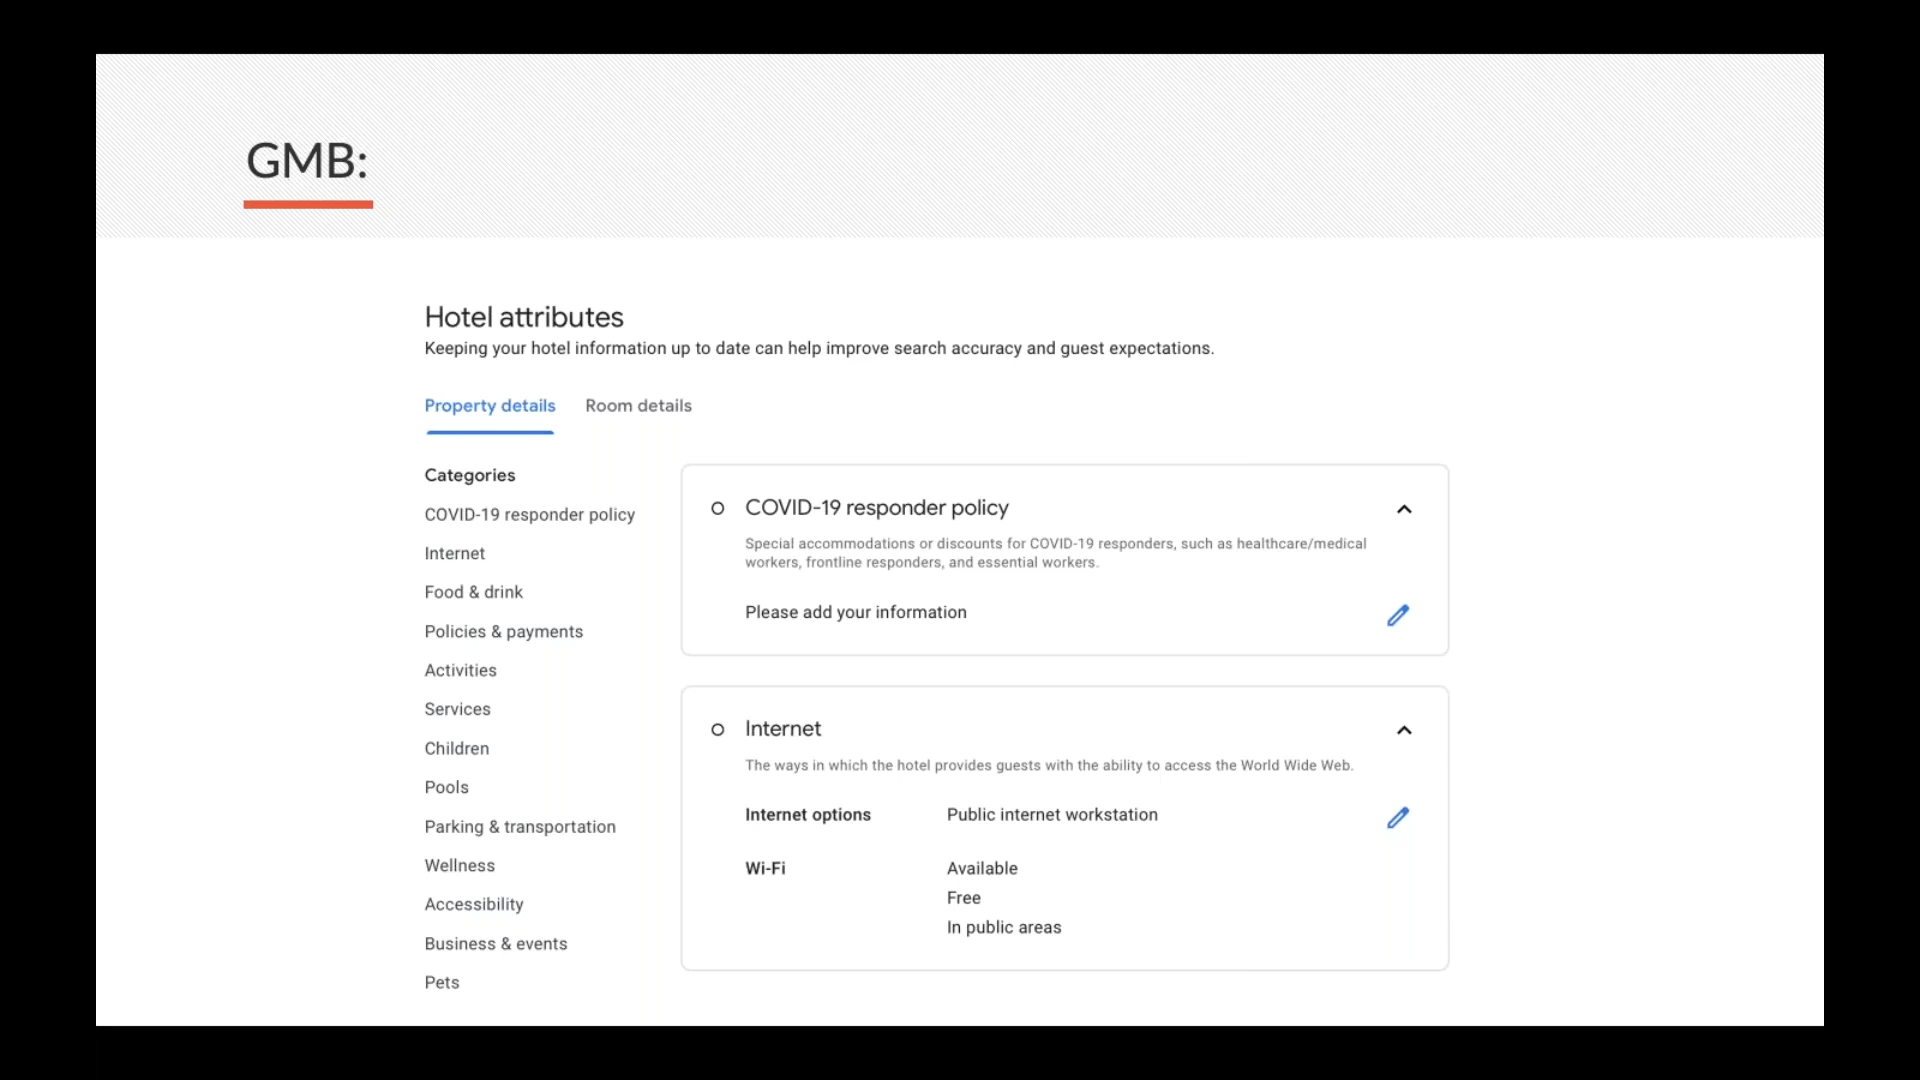 GMB:
Hotel attributes
Keeping your hotel information up to date can help improve search accuracy and guest expectations.
Property details
Room details
Categories
COVID-19 responder policy
Internet
Food & drink
Policies & payments
Activities
Services
Children
Pools
Parking & transportation
Wellness
Accessibility
Business & events
Pets
COVID-19 responder policy
Special accommodations or discounts for COVID-19 responders, such as healthcare/medical
workers, frontline responders, and essential workers.
Please add your information
Internet
The ways in which the hotel provides guests with the ability to access the World Wide Web.
Internet options
Public internet workstation
Wi-Fi
Available
Free
In public areas